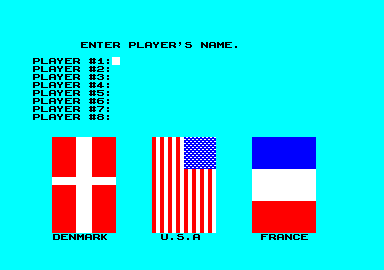 ENTER PLAYER'S NAME.
PLAYER #1:
PLAYER #2:
PLAYER #3:
PLAYER #4:
PLAYER #5:
PLAYER #6:
PLAYER #7:
PLAYER #8:
DENMARK U.S.A FRANCE